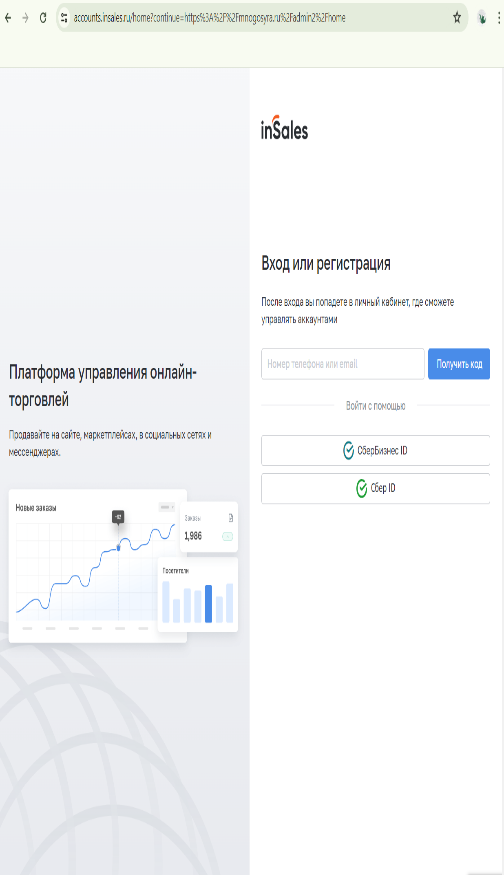 accounts.insales.ru/home?continue=https%3A%2F%2Fmnogosyra.ru%2Fadmin2%2Fhome
inSales
Вход или регистрация
После входа вы попадете в личный кабинет, где сможете
управлять аккаунтами
Номер телефона или email
Получить код
Войти с помощью
СберБизнес ID
Сбер ID
Платформа управления онлайн-
торговлей
Продавайте на сайте, маркетплейсах, в социальных сетях и
мессенджерах.
Новые заказы
Заказы
1,986
Посетители